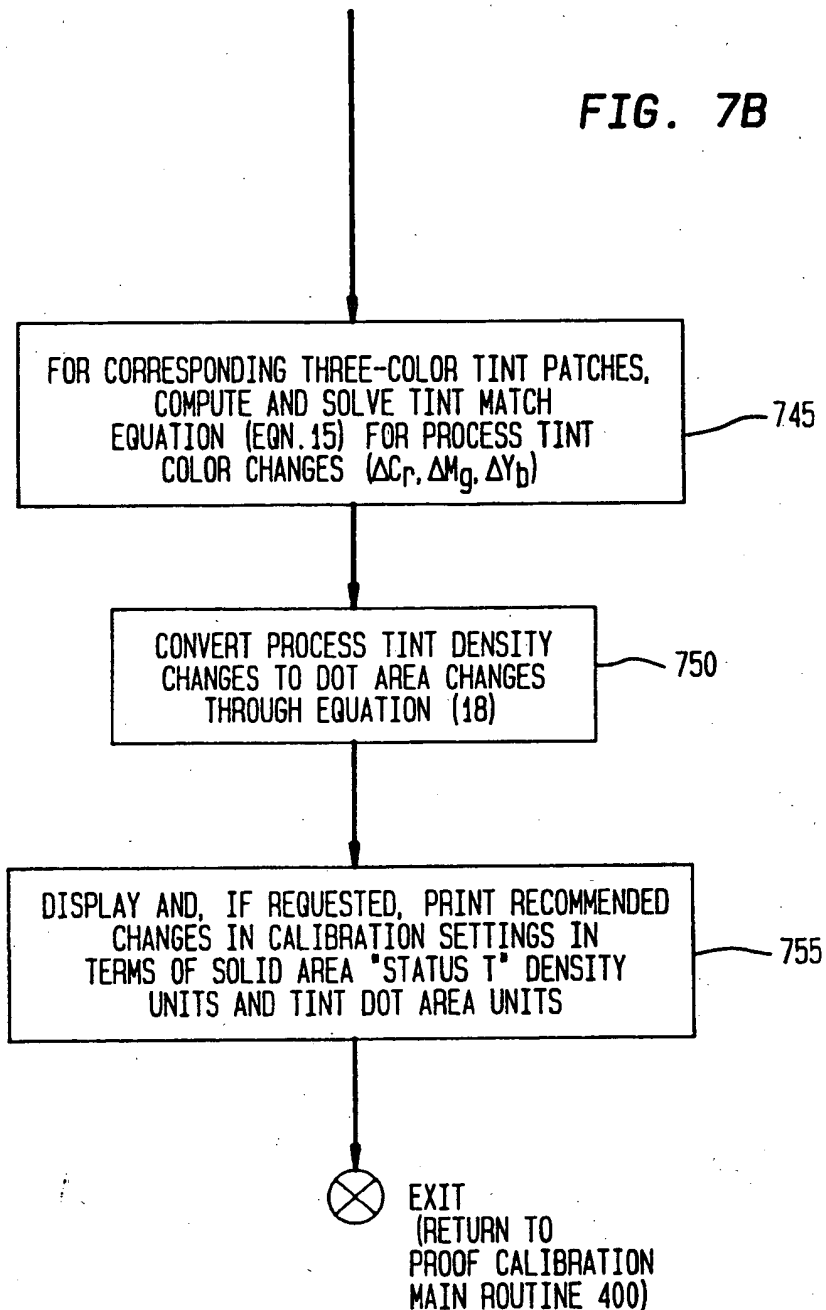 FIG. 7B
FOR CORRESPONDING THREE-COLOR TINT PATCHES,
COMPUTE AND SOLVE TINT MATCH
EQUATION (EQN.15) FOR PROCESS TINT
COLOR CHANGES (ΔCr, ΔMg, ΔYb)
745
CONVERT PROCESS TINT DENSITY
CHANGES TO DOT AREA CHANGES
THROUGH EQUATION (18)
750
DISPLAY AND, IF REQUESTED, PRINT RECOMMENDED
CHANGES IN CALIBRATION SETTINGS IN
TERMS OF SOLID AREA "STATUS T" DENSITY
UNITS AND TINT DOT AREA UNITS
755
EXIT
(RETURN TO
PROOF CALIBRATION
MAIN ROUTINE 400)